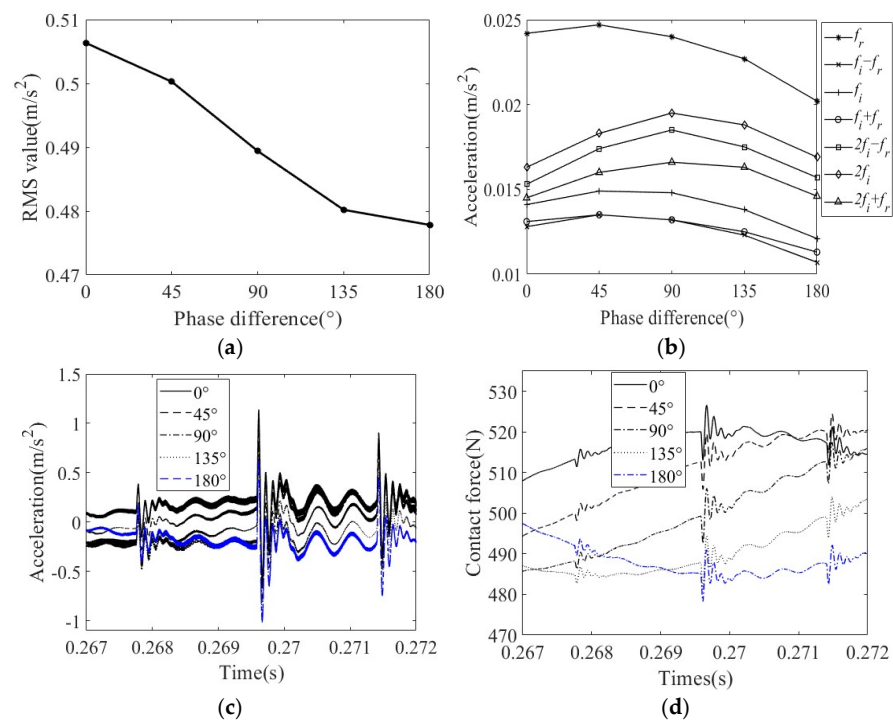 0.51
0.5
0.49
0.48
0.47
RMS value(m/s²)
0 45 90 135 180
Phase difference(°)
(a)
0.025
0.02
0.015
0.01
Acceleration(m/s²)
0 45 90 135 180
Phase difference(°)
(b)
f_r
f_i−f_r
f_i
f_i+f_r
2f_i−f_r
2f_i
2f_i+f_r
1.5
1
0.5
0
-0.5
-1
Acceleration(m/s²)
0°
45°
90°
135°
180°
0.267 0.268 0.269 0.27 0.271 0.272
Time(s)
(c)
530
520
510
500
490
480
470
Contact force(N)
0°
45°
90°
135°
180°
0.267 0.268 0.269 0.27 0.271 0.272
Times(s)
(d)